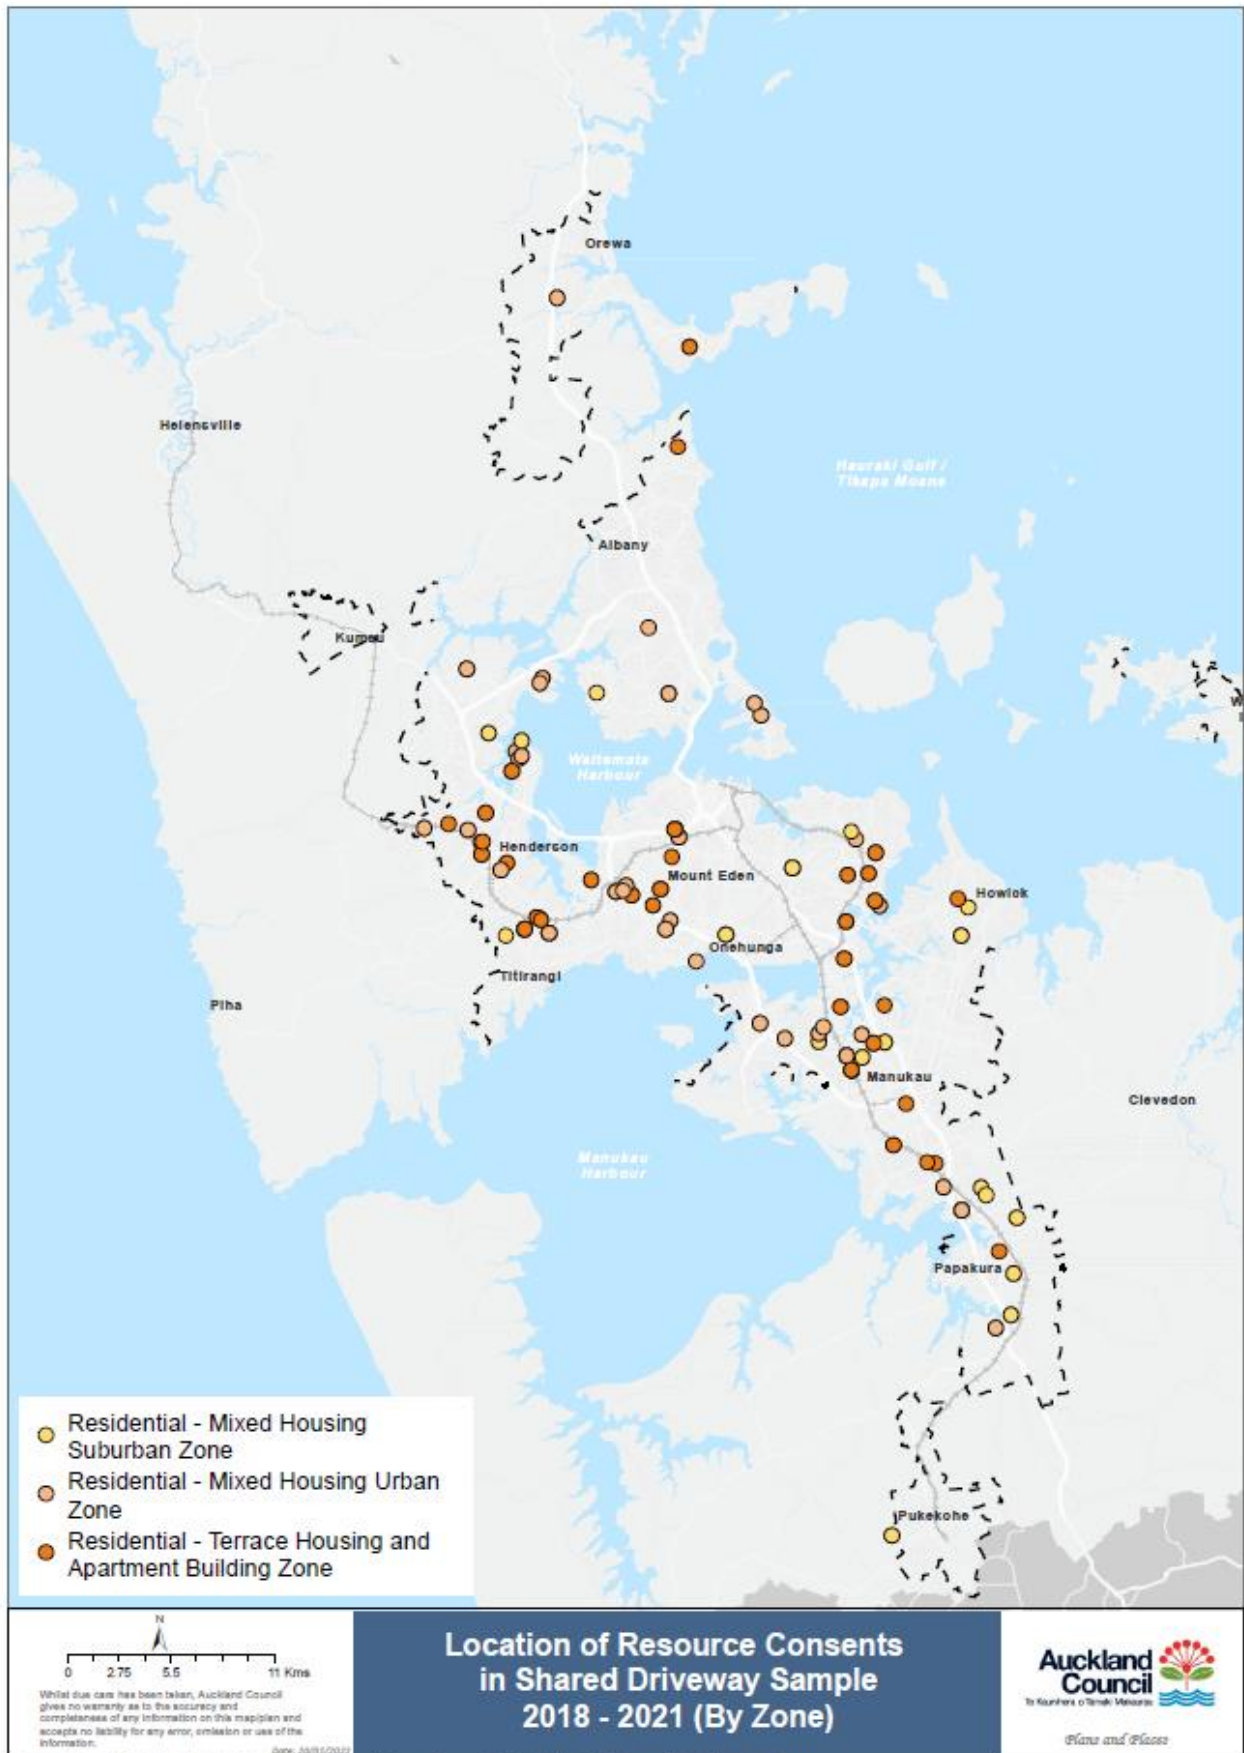 Orewa
Helensville
Hauraki Gulf /
Tikapa Moana
Albany
Kumeu
Waitemata
Harbour
Henderson
Mount Eden
Howick
Onehunga
Titirangi
Piha
Manukau
Clevedon
Manukau
Harbour
Papakura
Pukekohe
Residential - Mixed Housing
Suburban Zone
Residential - Mixed Housing Urban
Zone
Residential - Terrace Housing and
Apartment Building Zone
N
0 2.75 5.5 11 Kms
Whilst due care has been taken, Auckland Council
gives no warranty as to the accuracy and
completeness of any information on this map/plan and
accepts no liability for any error, omission or use of the
information.
Location of Resource Consents
in Shared Driveway Sample
2018 - 2021 (By Zone)
Auckland
Council
Te Kaunihera o Tāmaki Makaurau
Plans and Places